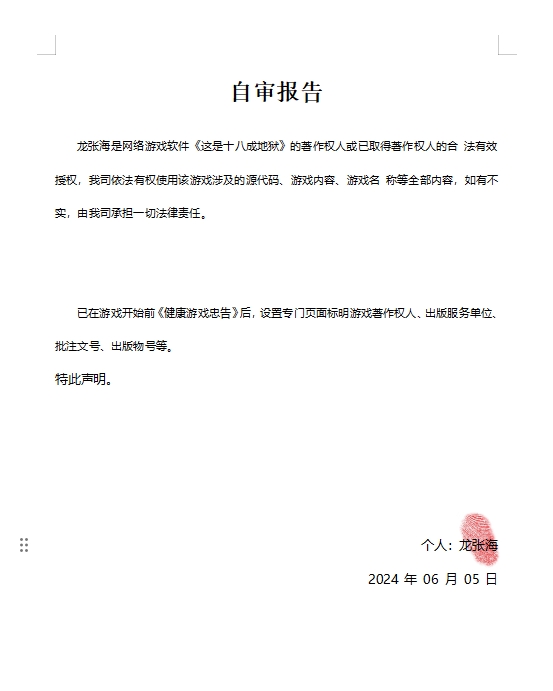 自审报告
龙张海是网络游戏软件《这是十八成地狱》的著作权人或已取得著作权人的合 法有效
授权，我司依法有权使用该游戏涉及的源代码、游戏内容、游戏名 称等全部内容，如有不
实，由我司承担一切法律责任。
已在游戏开始前《健康游戏忠告》后，设置专门页面标明游戏著作权人、出版服务单位、
批注文号、出版物号等。
特此声明。
个人：龙张海
2024 年 06 月 05 日